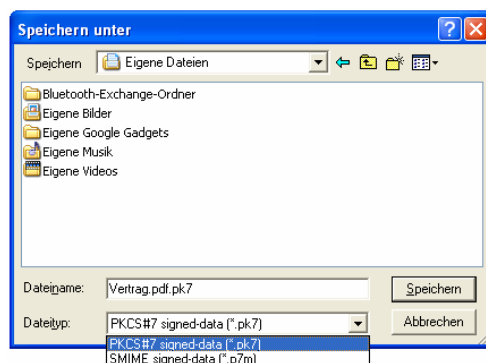 Speichern unter
Speichern
Eigene Dateien
Bluetooth-Exchange-Ordner
Eigene Bilder
Eigene Google Gadgets
Eigene Musik
Eigene Videos
Dateiname:
Vertrag.pdf.pk7
Speichern
Dateityp:
PKCS#7 signed-data (*.pk7)
Abbrechen
PKCS#7 signed-data (*.pk7)
SMIME signed-data (*.p7m)